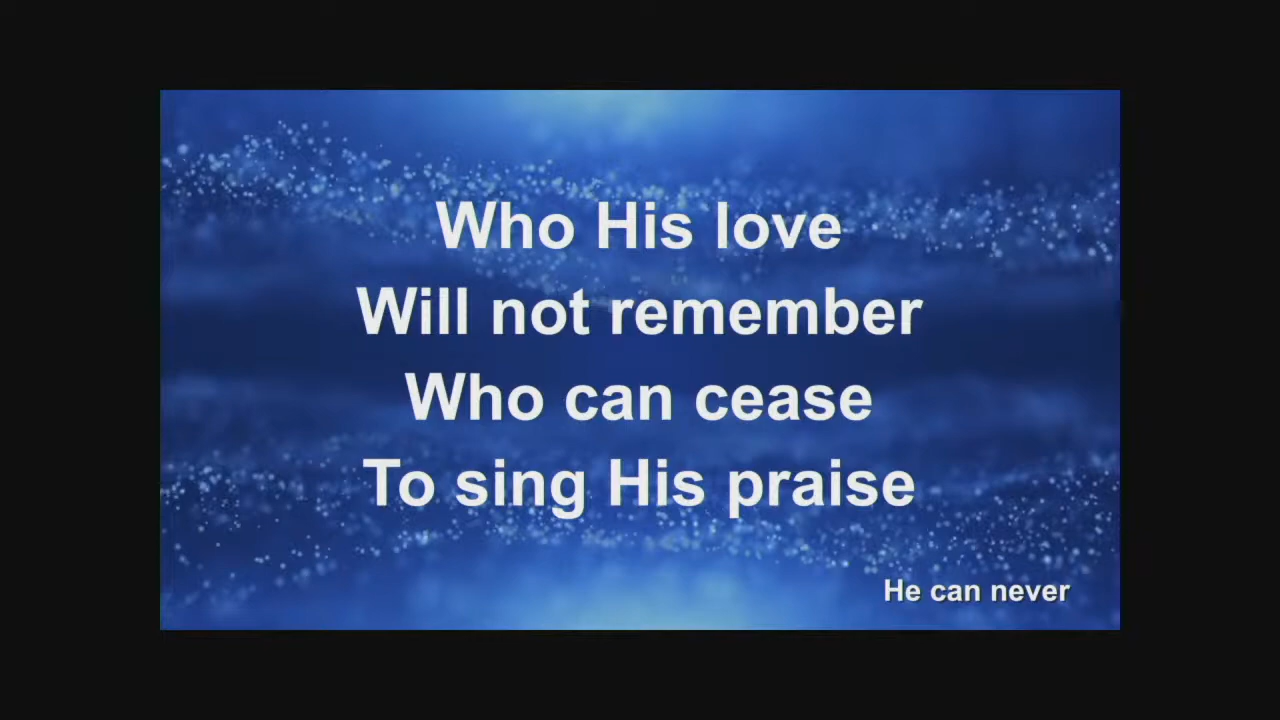 Who His love
Will not remember
Who can cease
To sing His praise
He can never